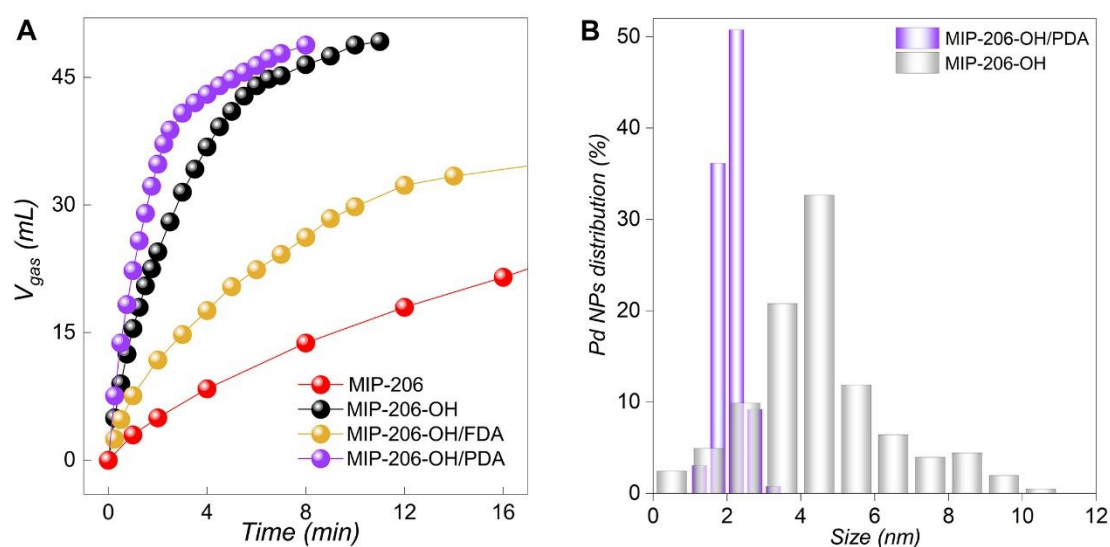 A
V_gas (mL)
45
30
15
0
0
4
8
12
16
Time (min)
MIP-206
MIP-206-OH
MIP-206-OH/FDA
MIP-206-OH/PDA
B
Pd NPs distribution (%)
50
40
30
20
10
0
0
2
4
6
8
10
12
Size (nm)
MIP-206-OH/PDA
MIP-206-OH